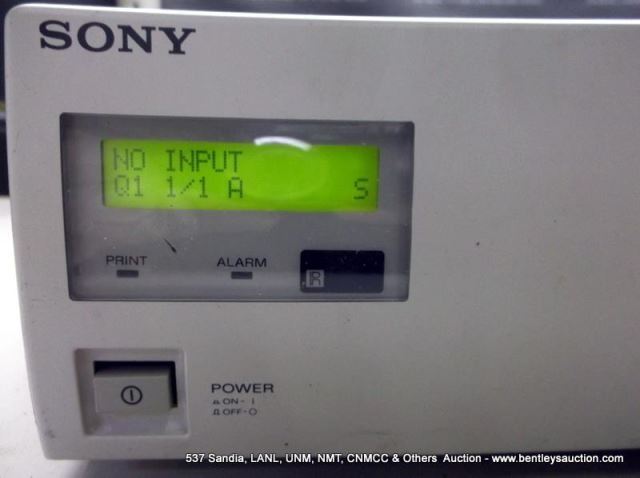 SONY
NO INPUT
Q1 1/1 A S
PRINT ALARM
R
POWER
ON- I
OFF-O
537 Sandia, LANL, UNM, NMT, CNMCC & Others Auction - www.bentleysauction.com